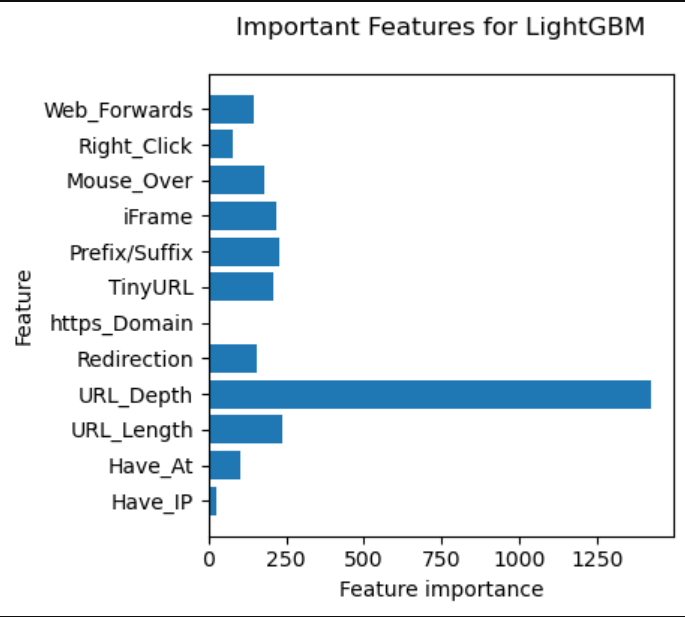 Important Features for LightGBM
Feature
Web_Forwards
Right_Click
Mouse_Over
iFrame
Prefix/Suffix
TinyURL
https_Domain
Redirection
URL_Depth
URL_Length
Have_At
Have_IP
0 250 500 750 1000 1250
Feature importance